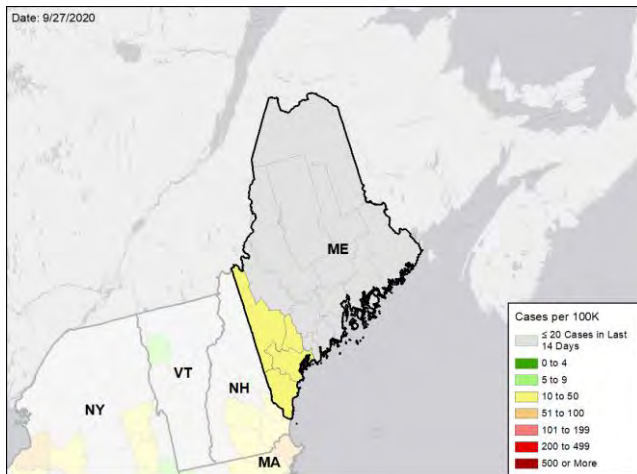 Date: 9/27/2020
ME
VT
NH
NY
MA
Cases per 100K
≤ 20 Cases in Last
14 Days
0 to 4
5 to 9
10 to 50
51 to 100
101 to 199
200 to 499
500 or More